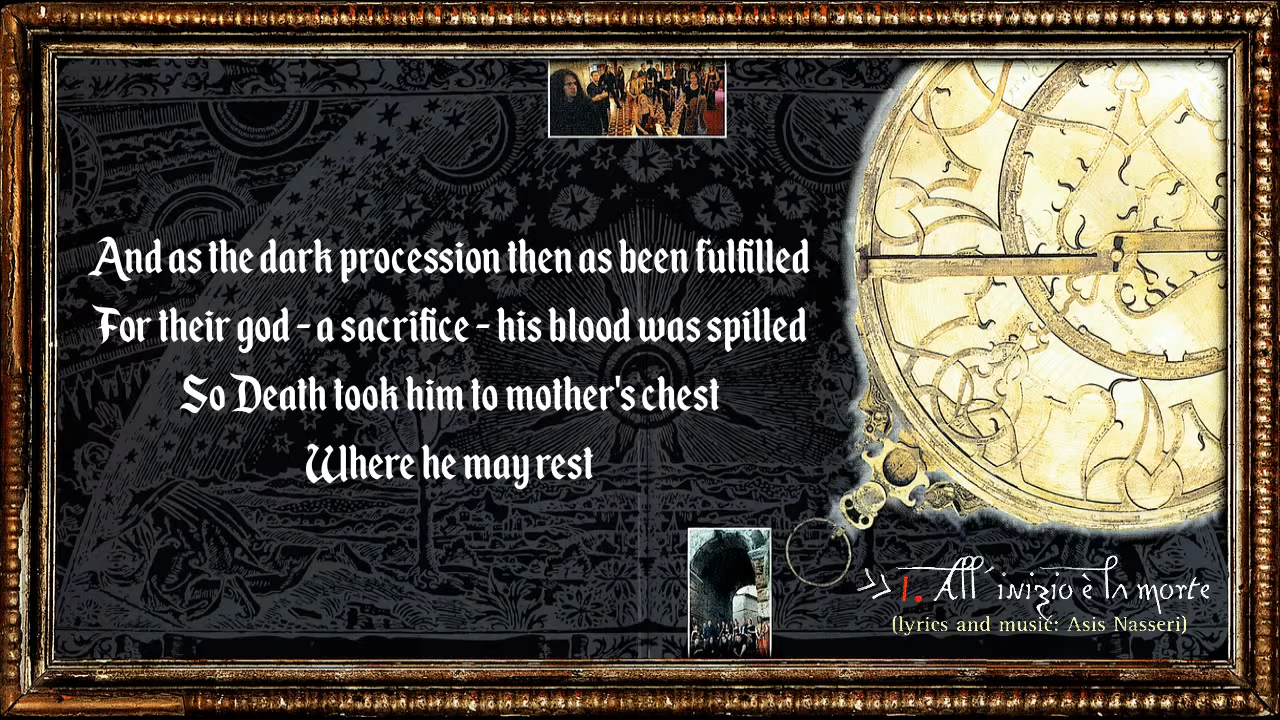 And as the dark procession then as been fulfilled
For their god - a sacrifice - his blood was spilled
So Death took him to mother's chest
Where he may rest
>> 1. All´ inizio è la morte
(lyrics and music: Asis Nasseri)